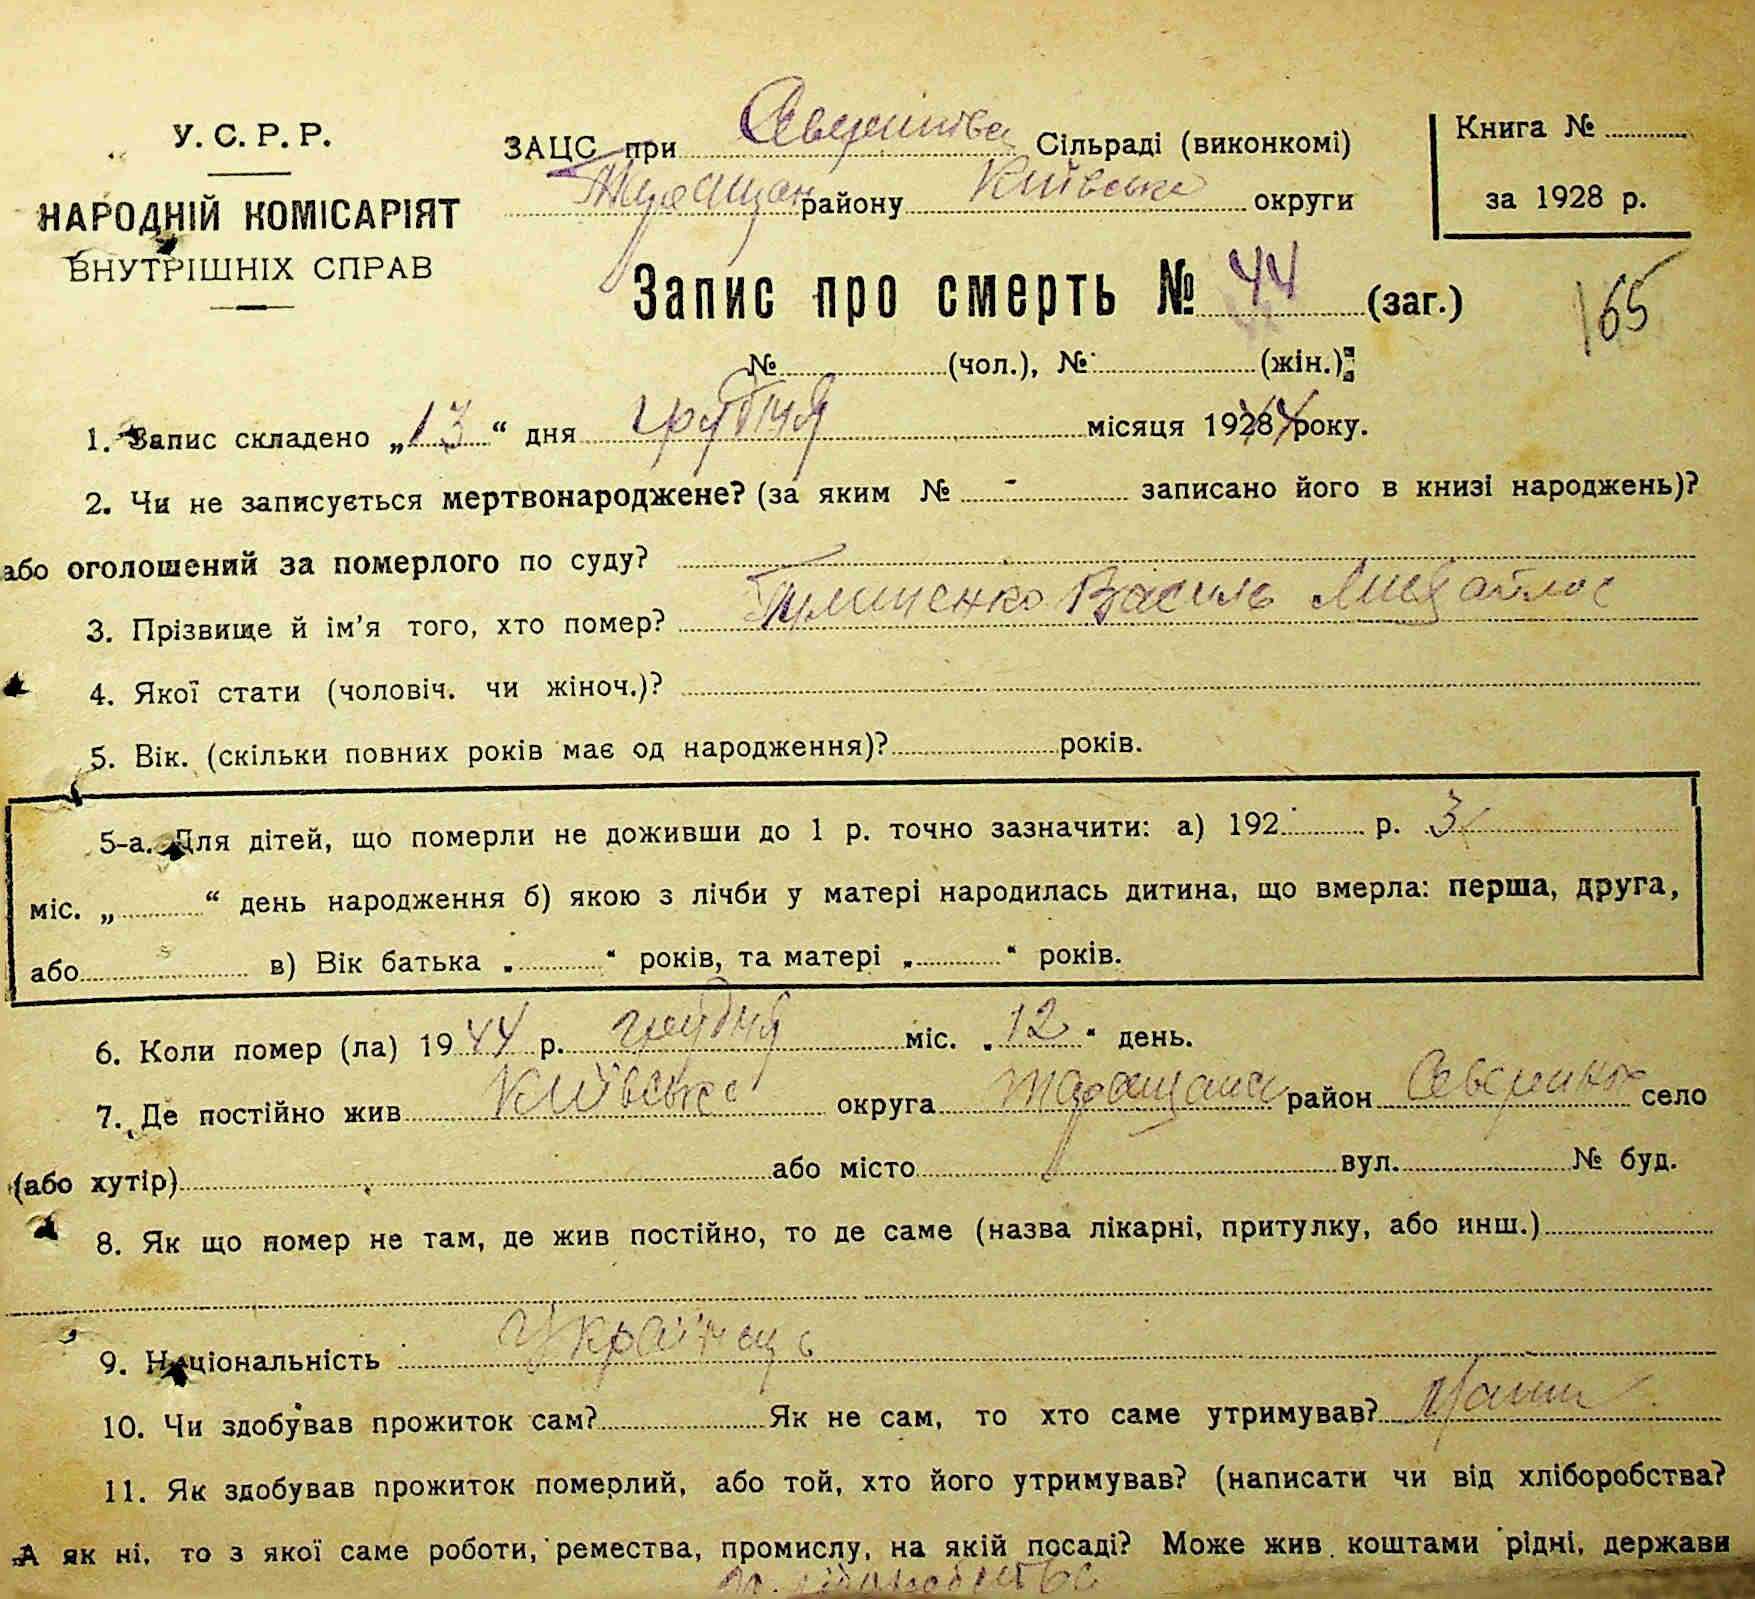 У. С. Р. Р.
НАРОДНІЙ КОМІСАРІЯТ
ВНУТРІШНІХ СПРАВ
ЗАЦС при Сільраді (виконкомі)
району Київська округи
Книга №
за 1928 р.
Запис про смерть № 44 (заг.)
165
№ (чол.), № (жін.)
1. Запис складено „13“ дня грудня місяця 1928 44 року.
2. Чи не записується мертвонароджене? (за яким № - записано його в книзі народжень)?
або оголошений за померлого по суду?
3. Прізвище й ім'я того, хто помер? Василь
4. Якої стати (чоловіч. чи жіноч.)?
5. Вік. (скільки повних років має од народження)? років.
5-а. Для дітей, що померли не доживши до 1 р. точно зазначити: а) 192 р. 3
міс. „ “ день народження б) якою з лічби у матері народилась дитина, що вмерла: перша, друга,
або в) Вік батька „ “ років, та матері „ “ років.
6. Коли помер (ла) 1944 р. грудня міс. „12“ день.
7. Де постійно жив Київська округа район село
(або хутір) або місто вул. № буд.
8. Як що помер не там, де жив постійно, то де саме (назва лікарні, притулку, або инш.)
9. Національність Українець
10. Чи здобував прожиток сам? Як не сам, то хто саме утримував?
11. Як здобував прожиток померлий, або той, хто його утримував? (написати чи від хліборобства?
А як ні, то з якої саме роботи, ремества, промислу, на якій посаді? Може жив коштами рідні, держави